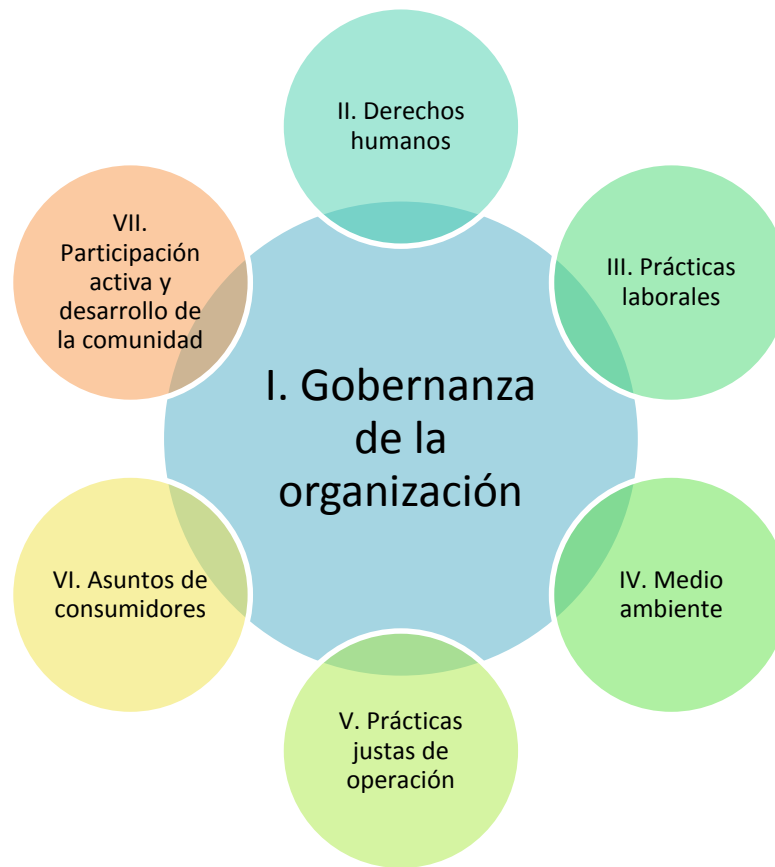 I. Gobernanza
de la
organización
II. Derechos
humanos
III. Prácticas
laborales
IV. Medio
ambiente
V. Prácticas
justas de
operación
VI. Asuntos de
consumidores
VII.
Participación
activa y
desarrollo de
la comunidad